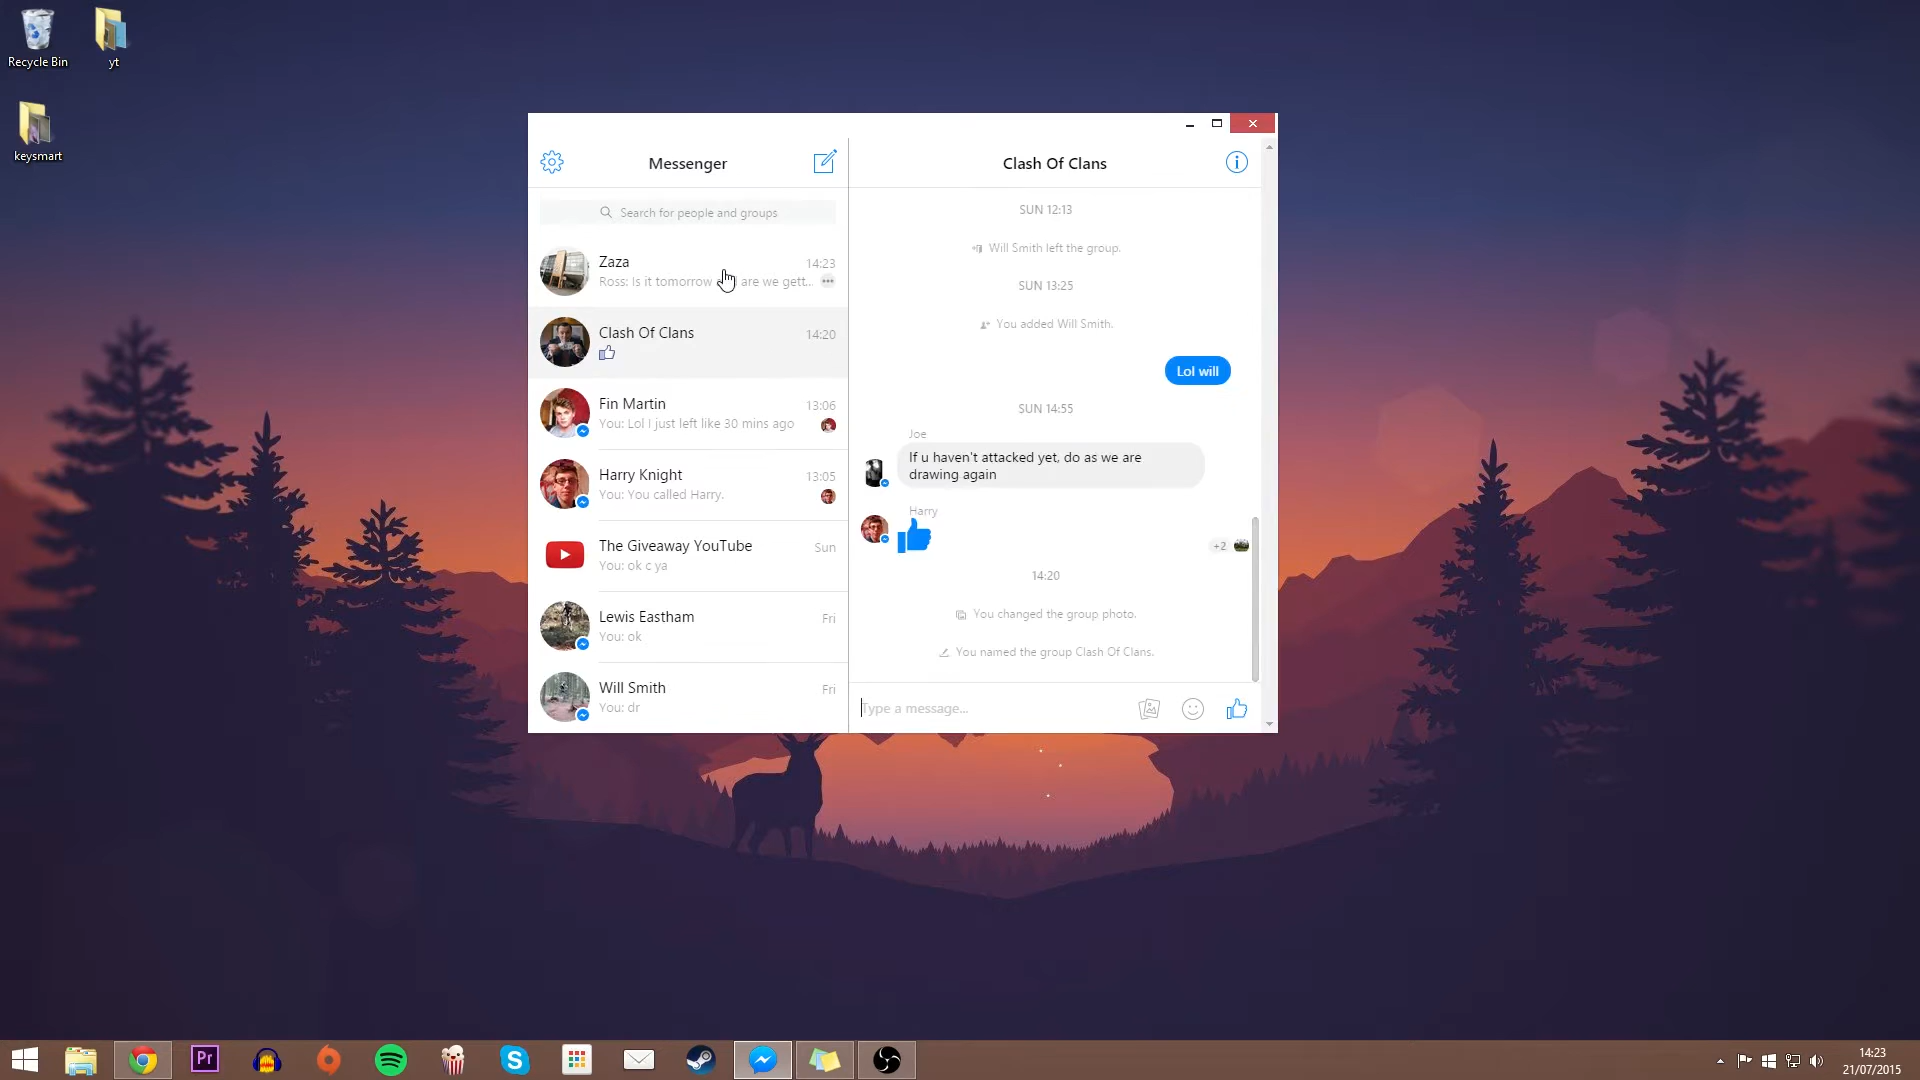 Recycle Bin
yt
keysmart
Messenger
Search for people and groups
Zaza
14:23
Ross: Is it tomorrow are we gett...
Clash Of Clans
14:20
Fin Martin
13:06
You: Lol I just left like 30 mins ago
Harry Knight
13:05
You: You called Harry.
The Giveaway YouTube
Sun
You: ok c ya
Lewis Eastham
Fri
You: ok
Will Smith
Fri
You: dr
Clash Of Clans
SUN 12:13
Will Smith left the group.
SUN 13:25
You added Will Smith.
Lol will
SUN 14:55
Joe
If u haven't attacked yet, do as we are
drawing again
Harry
+2
14:20
You changed the group photo.
You named the group Clash Of Clans.
Type a message...
Pr
14:23
21/07/2015